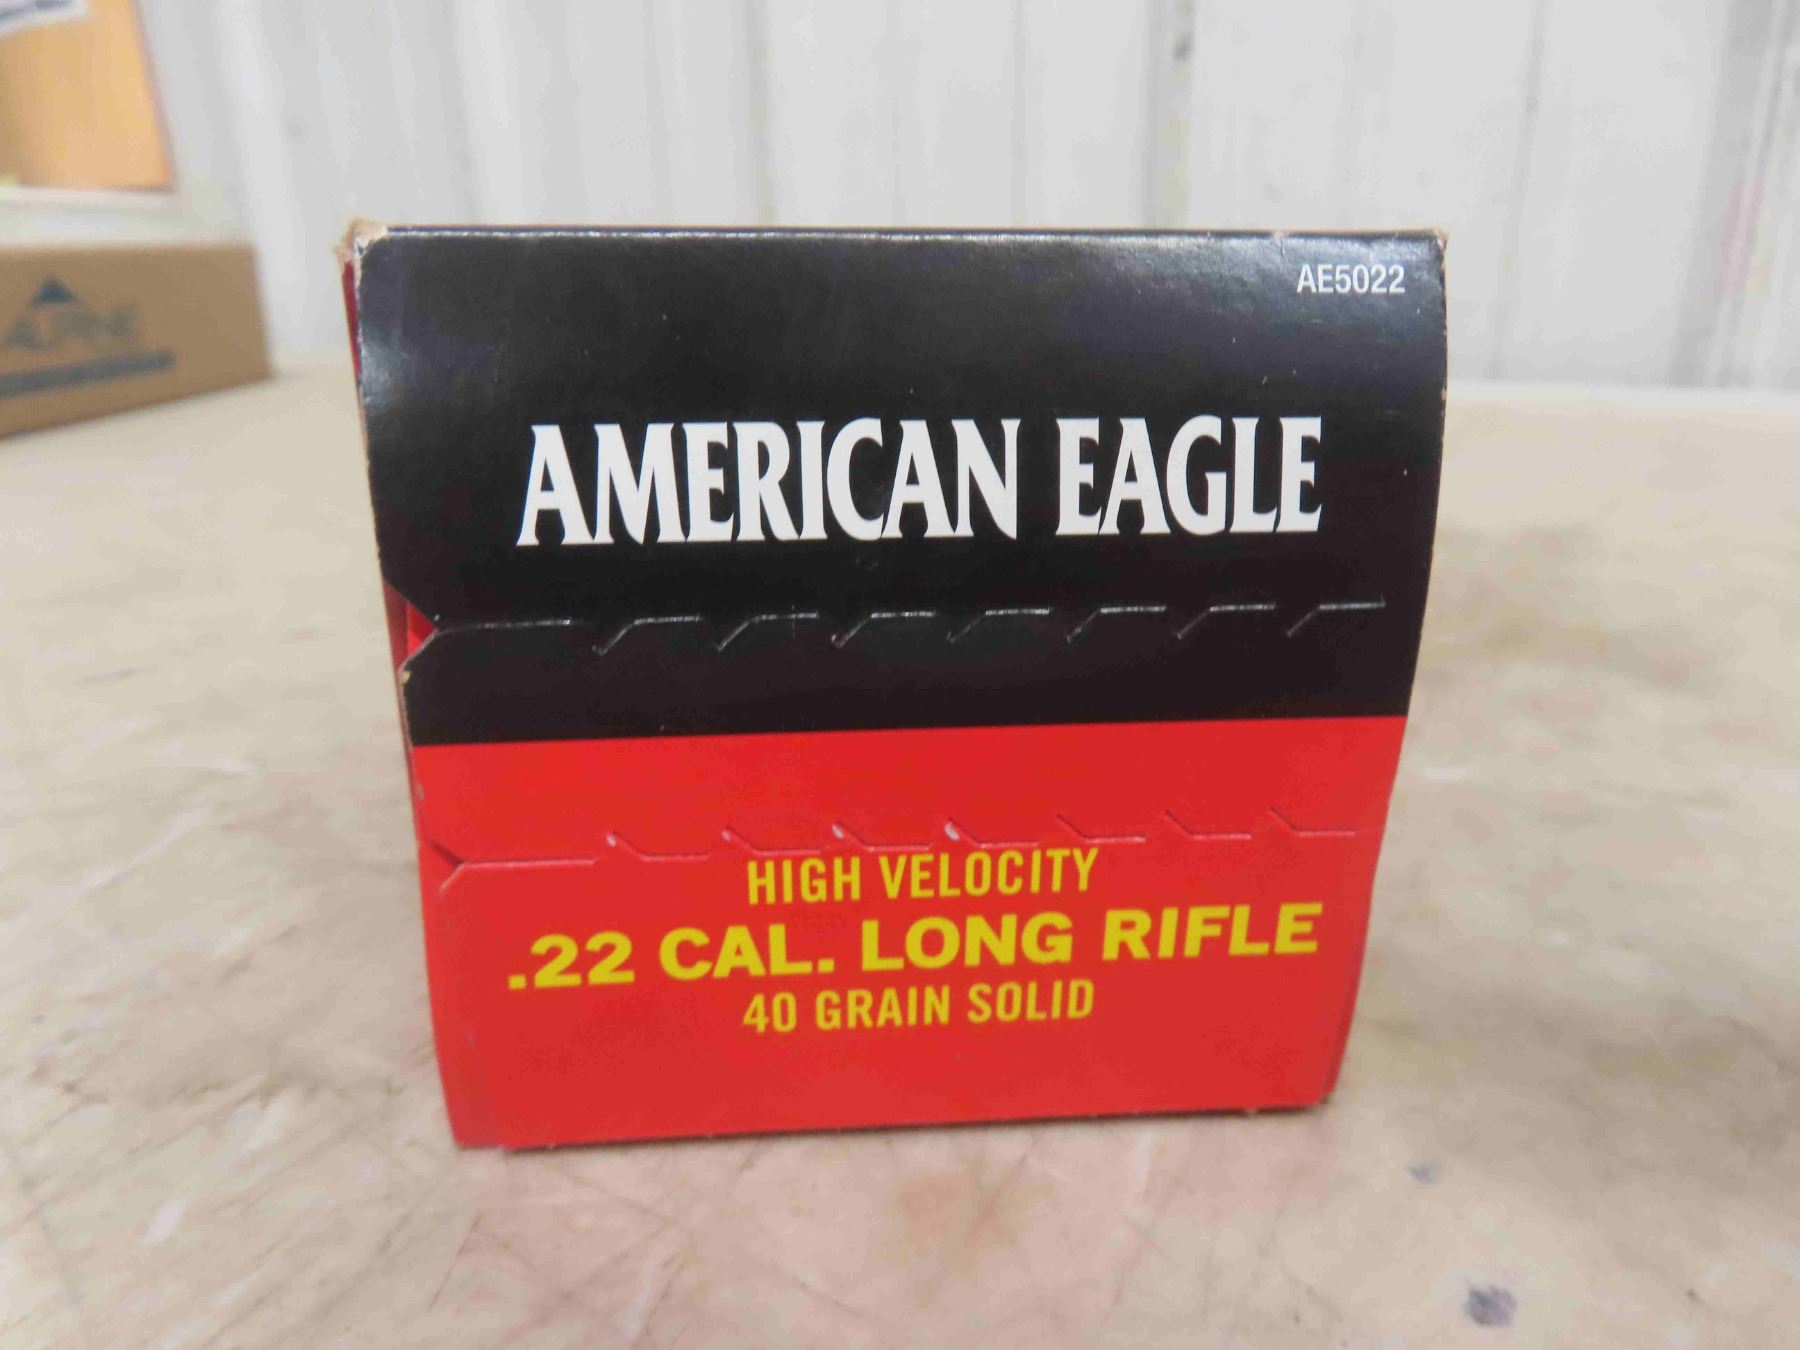 AE5022
AMERICAN EAGLE
HIGH VELOCITY
.22 CAL. LONG RIFLE
40 GRAIN SOLID